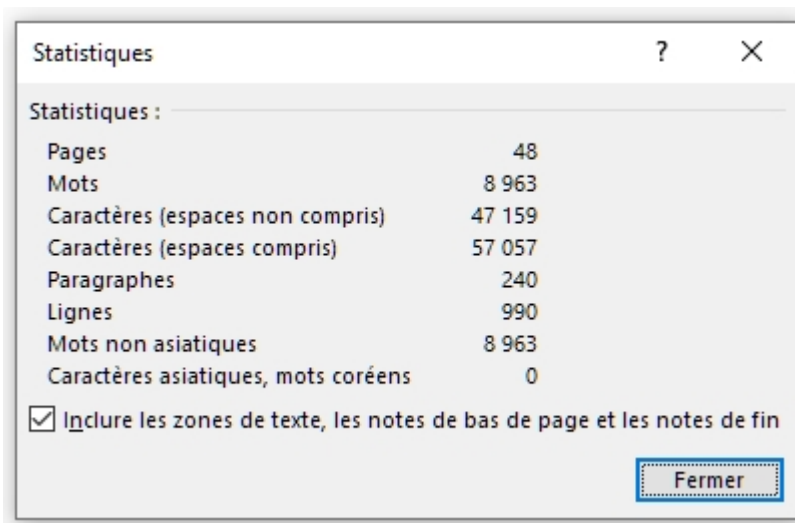 Statistiques ?
Statistiques :
Pages 48
Mots 8 963
Caractères (espaces non compris) 47 159
Caractères (espaces compris) 57 057
Paragraphes 240
Lignes 990
Mots non asiatiques 8 963
Caractères asiatiques, mots coréens 0
Inclure les zones de texte, les notes de bas de page et les notes de fin
Fermer